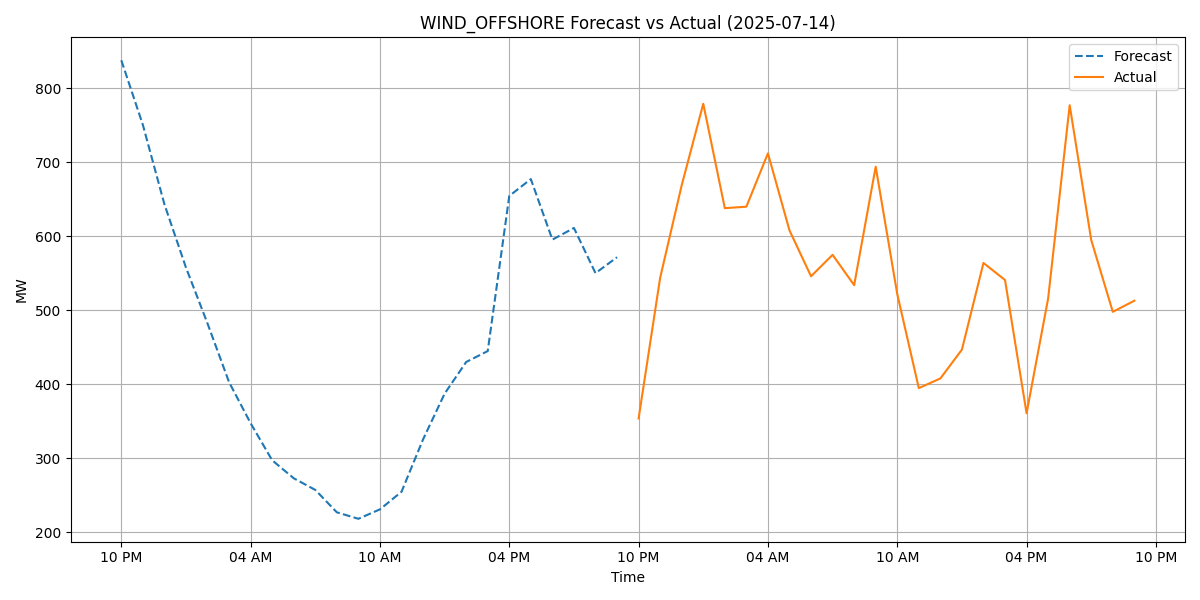 WIND_OFFSHORE Forecast vs Actual (2025-07-14)
Forecast
Actual
MW
800
700
600
500
400
300
200
10 PM 04 AM 10 AM 04 PM 10 PM 04 AM 10 AM 04 PM 10 PM
Time